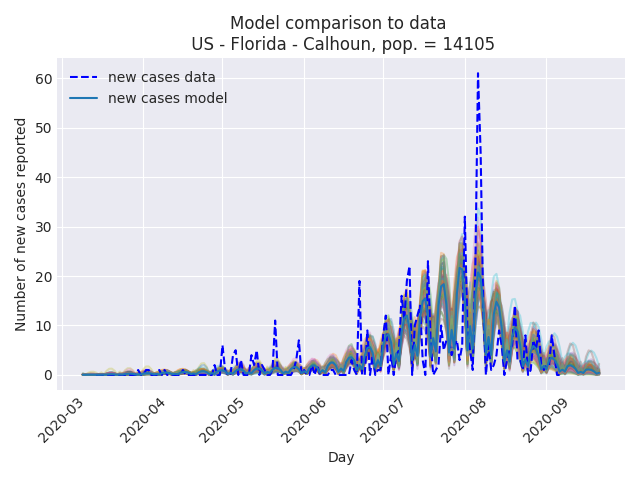 Model comparison to data
US - Florida - Calhoun, pop. = 14105
new cases data
new cases model
Number of new cases reported
60
50
40
30
20
10
0
2020-03
2020-04
2020-05
2020-06
2020-07
2020-08
2020-09
Day